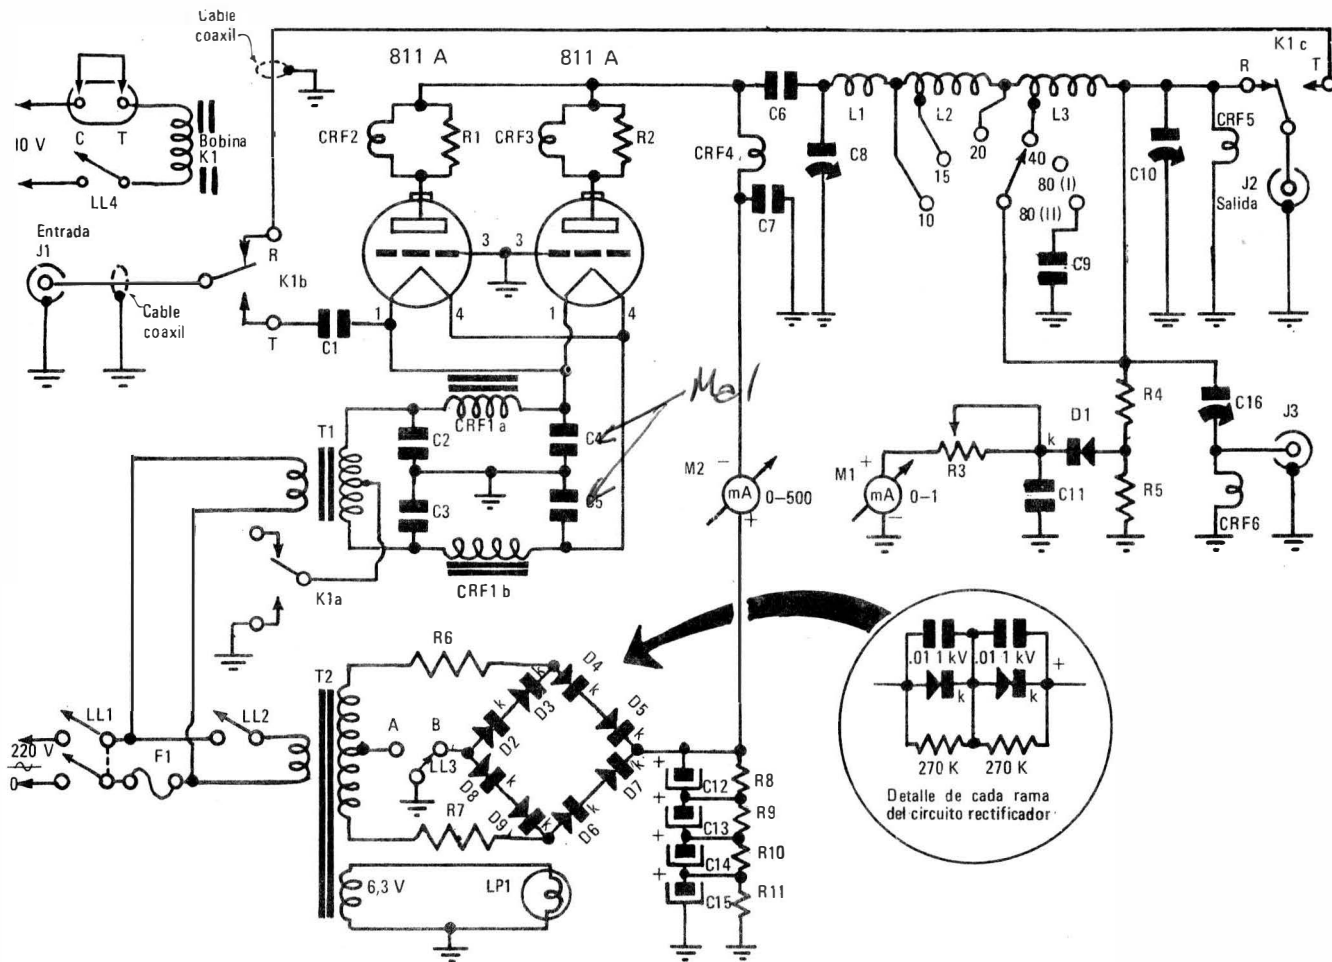 Cable
coaxil
811 A
811 A
K1c
R
T
C
T
Bobina
K1
LL4
CRF2
R1
CRF3
R2
C6
L1
L2
L3
CRF4
C8
15
20
40
80 (I)
80 (II)
10
C10
CRF5
J2
Salida
C7
C9
Entrada
J1
R
K1b
Cable
coaxil
T
C1
3
3
1
4
1
4
Mal
CRF1a
T1
C2
C4
C3
C5
CRF1b
K1a
M2
mA
0-500
−
+
M1
mA
0-1
+
−
R3
k
D1
C11
R4
R5
C16
J3
CRF6
R6
T2
D4
k
D3
k
D2
D5
k
A
B
LL3
D8
k
D9
k
D6
k
D7
R7
LL1
LL2
220 V
0
F1
6,3 V
LP1
+
C12
R8
+
C13
R9
+
C14
R10
+
C15
R11
.01 1 kV
.01 1 kV
+
k
k
270 K
270 K
Detalle de cada rama
del circuito rectificador